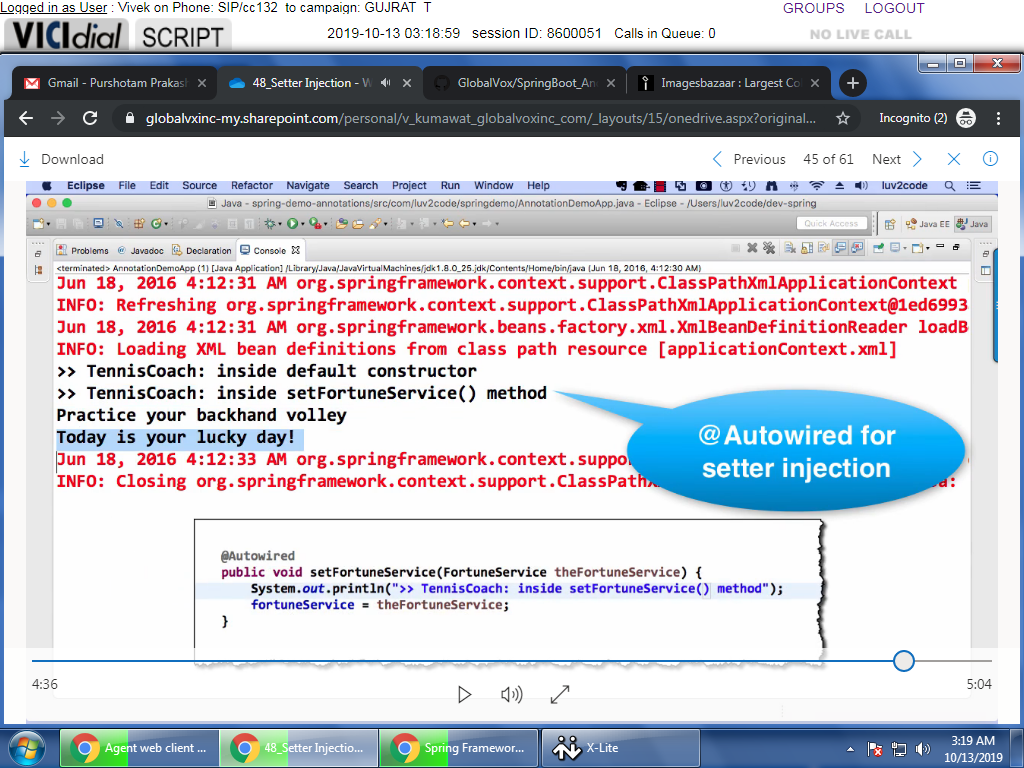 Logged in as User : Vivek on Phone: SIP/cc132 to campaign: GUJRAT_T
GROUPS LOGOUT
VICIdial SCRIPT
2019-10-13 03:18:59 session ID: 8600051 Calls in Queue: 0
NO LIVE CALL
Gmail - Purshotam Prakas
48_Setter Injection - W
GlobalVox/SpringBoot_An
Imagesbazaar : Largest Co
globalvxinc-my.sharepoint.com/personal/v_kumawat_globalvoxinc_com/_layouts/15/onedrive.aspx?original...
Incognito (2)
Download
Previous 45 of 61 Next
Eclipse File Edit Source Refactor Navigate Search Project Run Window Help
luv2code
Java - spring-demo-annotations/src/com/luv2code/springdemo/AnnotationDemoApp.java - Eclipse - /Users/luv2code/dev-spring
Quick Access
Java EE
Java
Problems @ Javadoc Declaration Console
<terminated> AnnotationDemoApp (1) [Java Application] /Library/Java/JavaVirtualMachines/jdk1.8.0_25.jdk/Contents/Home/bin/java (Jun 18, 2016, 4:12:30 AM)
Jun 18, 2016 4:12:31 AM org.springframework.context.support.ClassPathXmlApplicationContext
INFO: Refreshing org.springframework.context.support.ClassPathXmlApplicationContext@1ed6993
Jun 18, 2016 4:12:31 AM org.springframework.beans.factory.xml.XmlBeanDefinitionReader loadB
INFO: Loading XML bean definitions from class path resource [applicationContext.xml]
>> TennisCoach: inside default constructor
>> TennisCoach: inside setFortuneService() method
Practice your backhand volley
Today is your lucky day!
Jun 18, 2016 4:12:33 AM org.springframework.context.suppo
INFO: Closing org.springframework.context.support.ClassPath
@Autowired for
setter injection
@Autowired
public void setFortuneService(FortuneService theFortuneService) {
System.out.println(">> TennisCoach: inside setFortuneService() method");
fortuneService = theFortuneService;
}
4:36
5:04
Agent web client ...
48_Setter Injectio...
Spring Framewor...
X-Lite
3:19 AM
10/13/2019